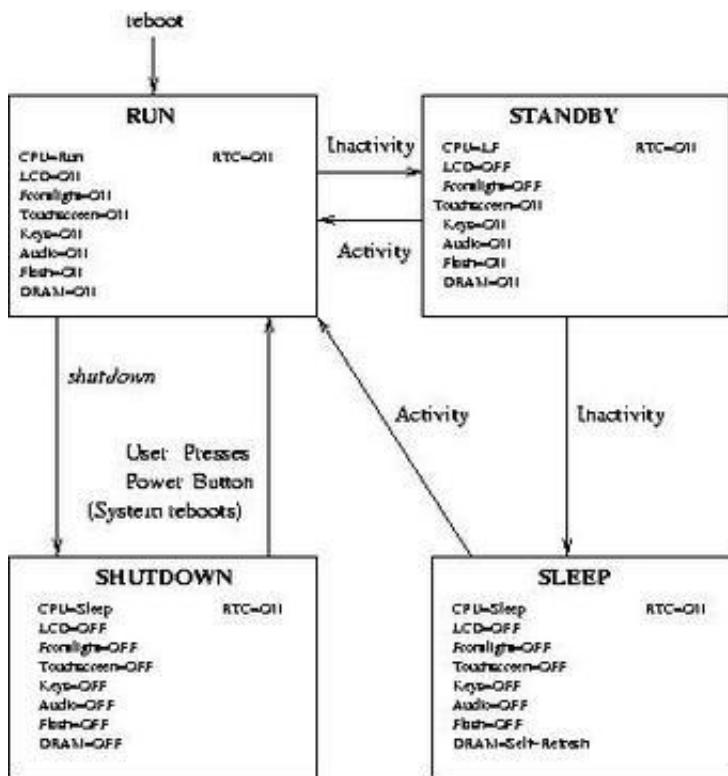 reboot
RUN
CPU=Run RTC=On
LCD=On
Frontlight=On
Touchscreen=On
Keys=On
Audio=On
Flash=On
DRAM=On
Inactivity
Activity
STANDBY
CPU=LF RTC=On
LCD=OFF
Frontlight=OFF
Touchscreen=On
Keys=On
Audio=On
Flash=On
DRAM=On
shutdown
User Presses
Power Button
(System reboots)
Activity
Inactivity
SHUTDOWN
CPU=Sleep RTC=On
LCD=OFF
Frontlight=OFF
Touchscreen=OFF
Keys=OFF
Audio=OFF
Flash=OFF
DRAM=OFF
SLEEP
CPU=Sleep RTC=On
LCD=OFF
Frontlight=OFF
Touchscreen=OFF
Keys=OFF
Audio=OFF
Flash=OFF
DRAM=Self-Refresh